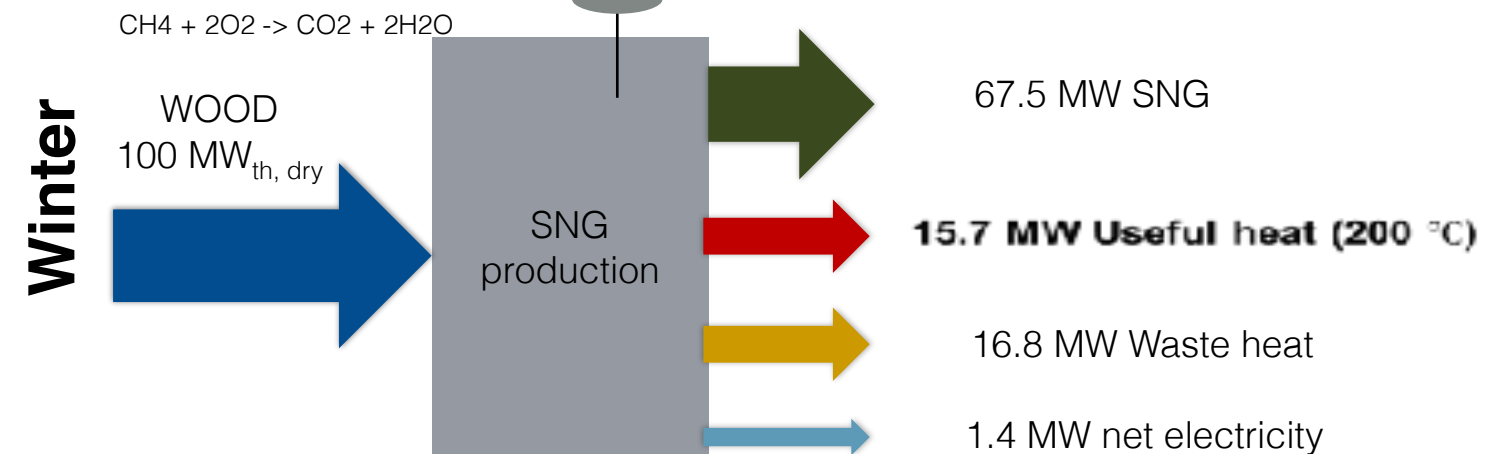 CH4 + 2O2 -> CO2 + 2H2O
Winter
WOOD
100 MWth, dry
SNG
production
67.5 MW SNG
15.7 MW Useful heat (200 °C)
16.8 MW Waste heat
1.4 MW net electricity